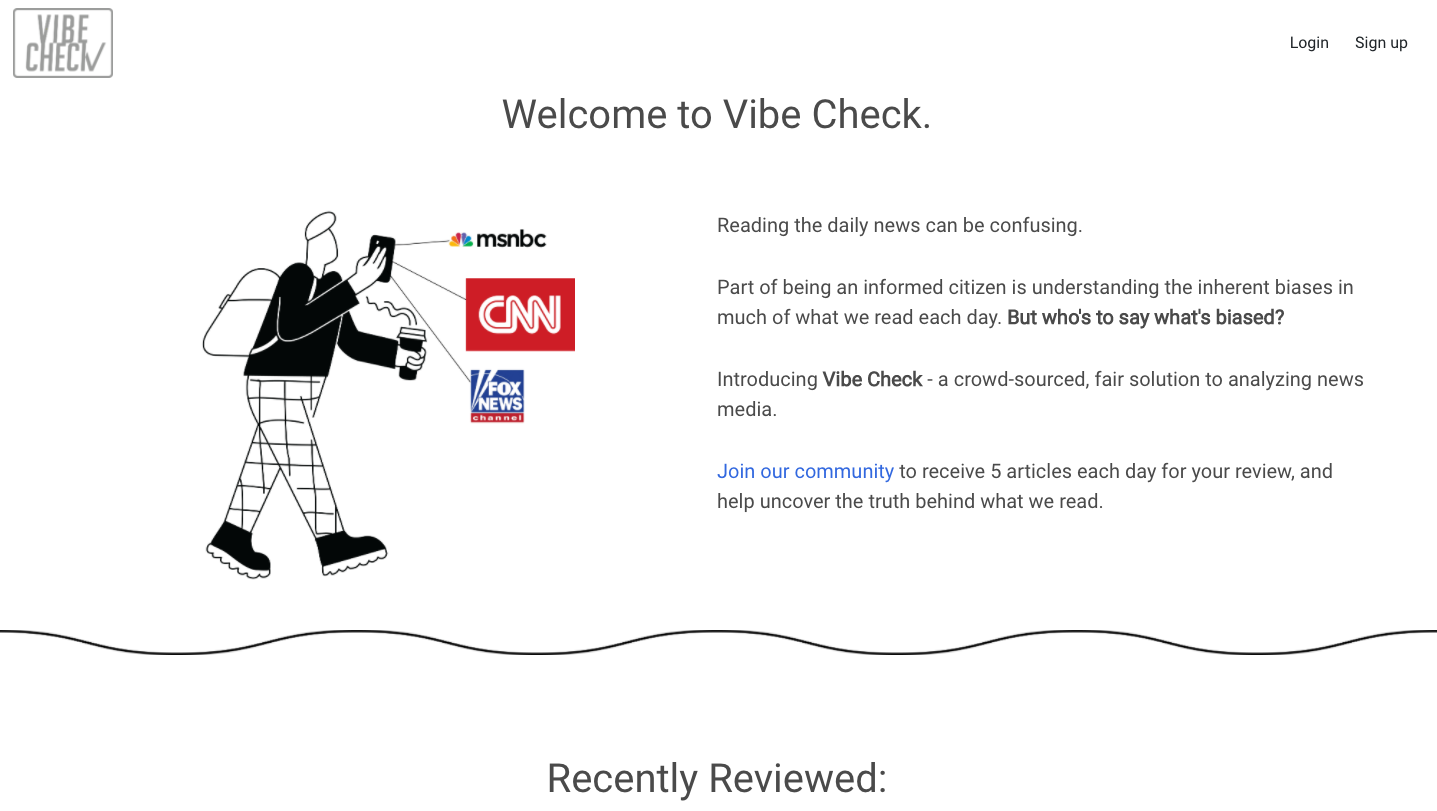 VIBE
CHECK
Login
Sign up
Welcome to Vibe Check.
msnbc
CNN
FOX
NEWS
channel
Reading the daily news can be confusing.
Part of being an informed citizen is understanding the inherent biases in
much of what we read each day. But who's to say what's biased?
Introducing Vibe Check - a crowd-sourced, fair solution to analyzing news
media.
Join our community to receive 5 articles each day for your review, and
help uncover the truth behind what we read.
Recently Reviewed: